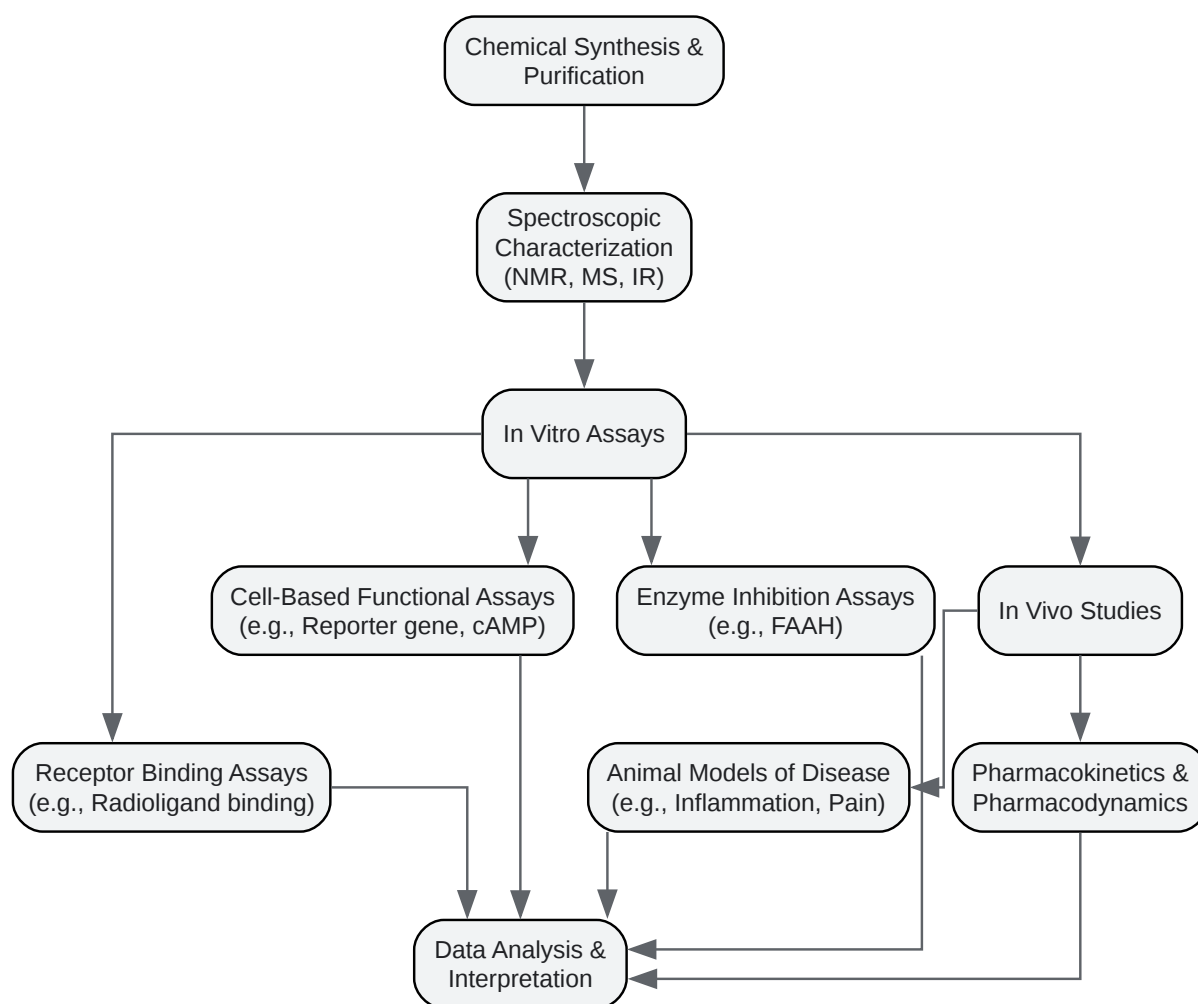 Chemical Synthesis &
Purification
Spectroscopic
Characterization
(NMR, MS, IR)
In Vitro Assays
Cell-Based Functional Assays
(e.g., Reporter gene, cAMP)
Enzyme Inhibition Assays
(e.g., FAAH)
In Vivo Studies
Receptor Binding Assays
(e.g., Radioligand binding)
Animal Models of Disease
(e.g., Inflammation, Pain)
Pharmacokinetics &
Pharmacodynamics
Data Analysis &
Interpretation